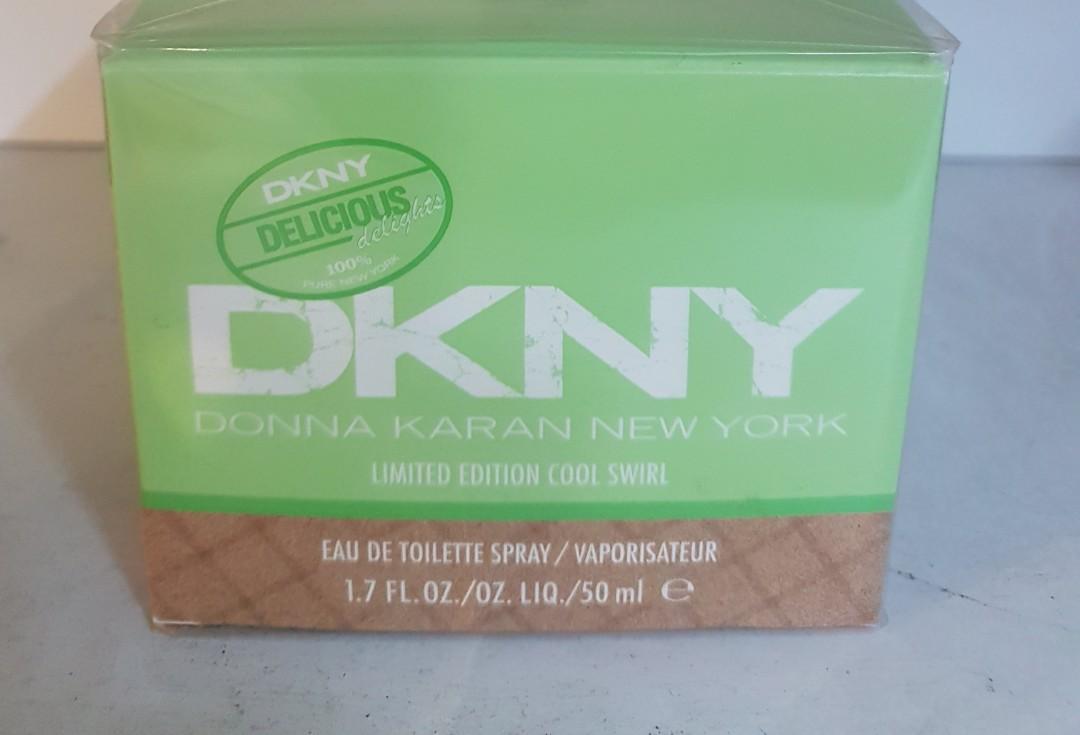 DKNY
DELICIOUS
delights
100%
PURE NEW YORK
DKNY
DONNA KARAN NEW YORK
LIMITED EDITION COOL SWIRL
EAU DE TOILETTE SPRAY / VAPORISATEUR
1.7 FL. OZ./OZ. LIQ./50 ml ℮